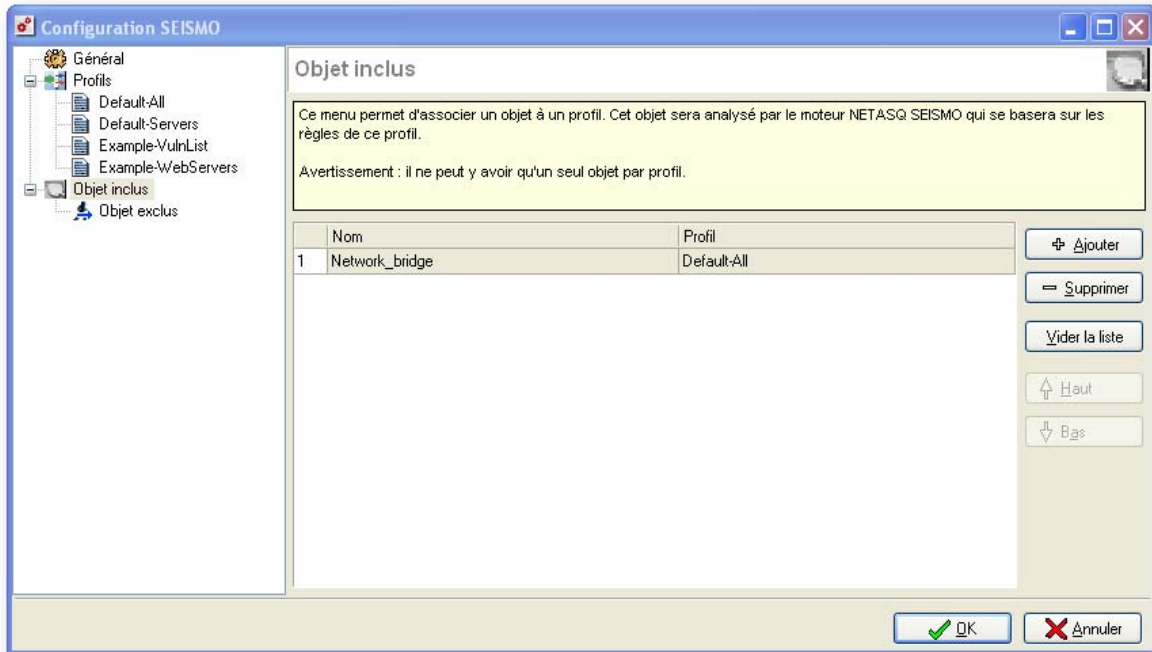 Configuration SEISMO
Général
Profils
Default-All
Default-Servers
Example-VulnList
Example-WebServers
Objet inclus
Objet exclus
Objet inclus
Ce menu permet d'associer un objet à un profil. Cet objet sera analysé par le moteur NETASQ SEISMO qui se basera sur les
règles de ce profil.
Avertissement : il ne peut y avoir qu'un seul objet par profil.
Nom Profil
1 Network_bridge Default-All
Ajouter
Supprimer
Vider la liste
Haut
Bas
OK
Annuler